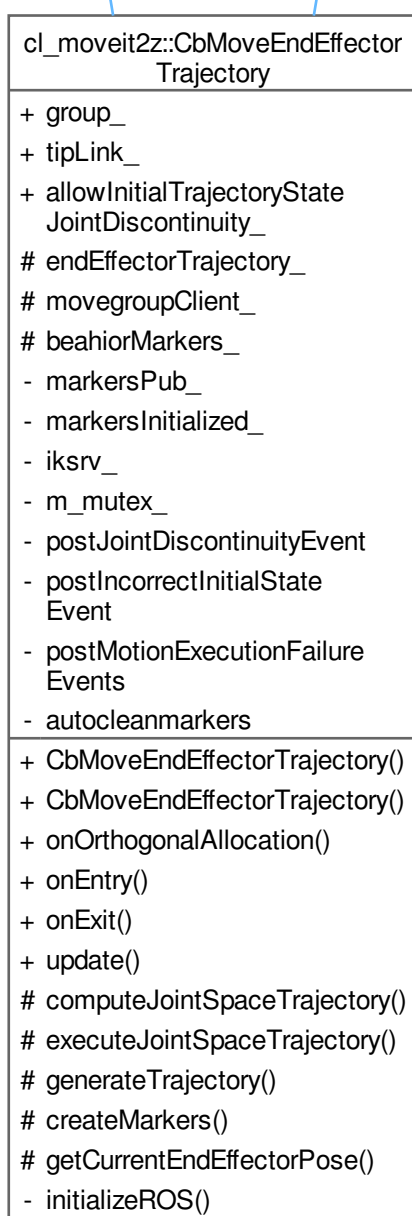 cl_moveit2z::CbMoveEndEffector
Trajectory
+ group_
+ tipLink_
+ allowInitialTrajectoryState
JointDiscontinuity_
# endEffectorTrajectory_
# movegroupClient_
# beahiorMarkers_
- markersPub_
- markersInitialized_
- iksrv_
- m_mutex_
- postJointDiscontinuityEvent
- postIncorrectInitialState
Event
- postMotionExecutionFailure
Events
- autocleanmarkers
+ CbMoveEndEffectorTrajectory()
+ CbMoveEndEffectorTrajectory()
+ onOrthogonalAllocation()
+ onEntry()
+ onExit()
+ update()
# computeJointSpaceTrajectory()
# executeJointSpaceTrajectory()
# generateTrajectory()
# createMarkers()
# getCurrentEndEffectorPose()
- initializeROS()